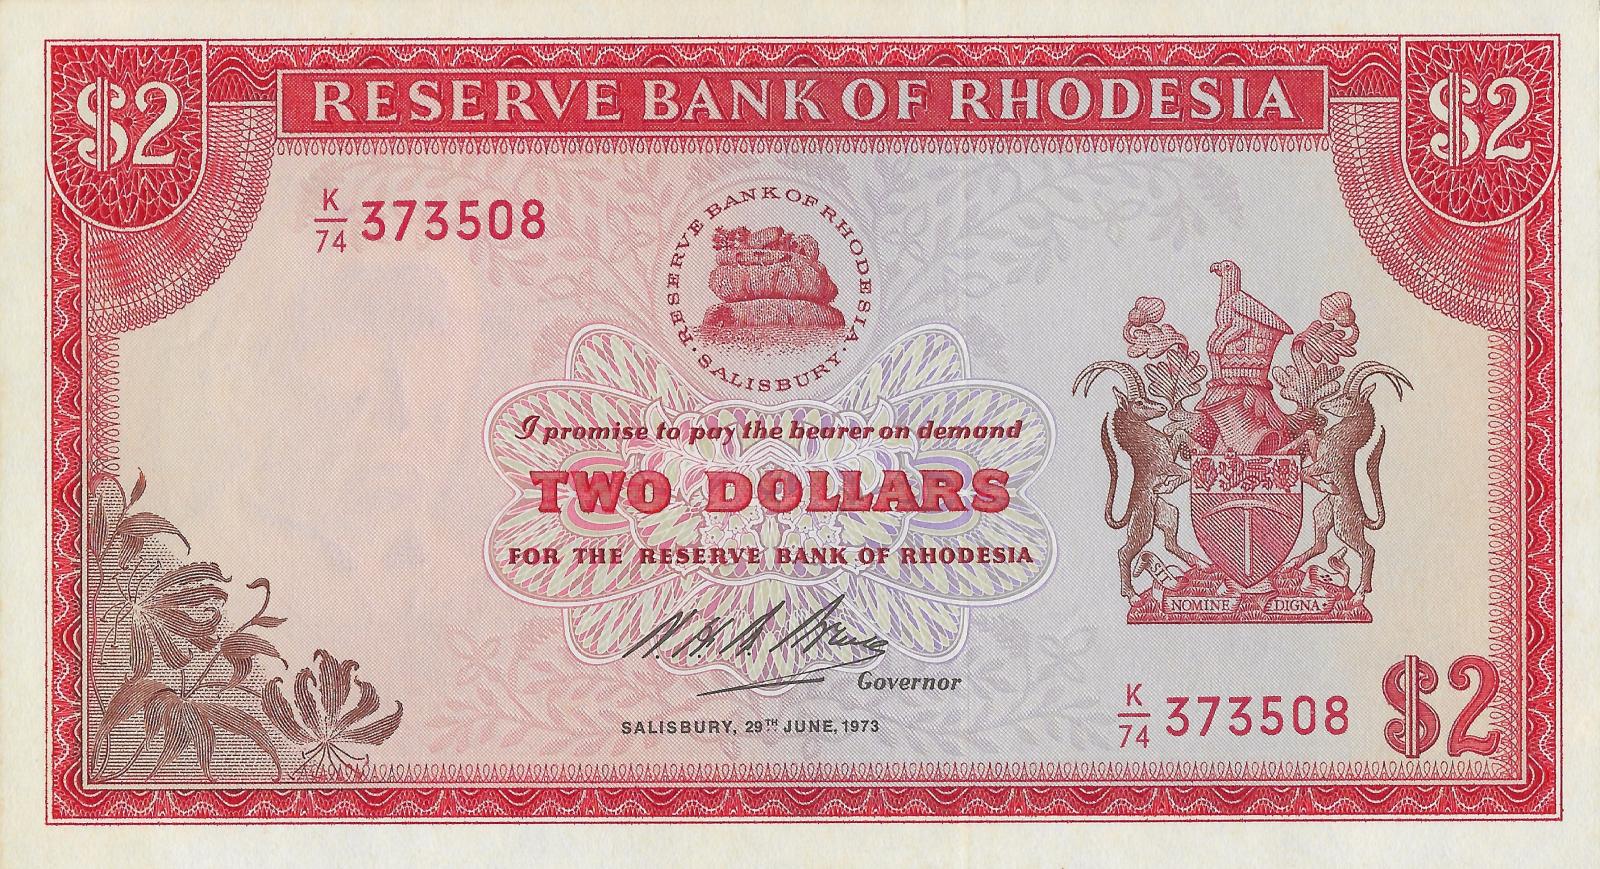 $2
RESERVE BANK OF RHODESIA
$2
K/74 373508
RESERVE BANK OF RHODESIA · SALISBURY ·
I promise to pay the bearer on demand
TWO DOLLARS
FOR THE RESERVE BANK OF RHODESIA
Governor
SALISBURY, 29TH JUNE, 1973
SIT NOMINE DIGNA
K/74 373508
$2